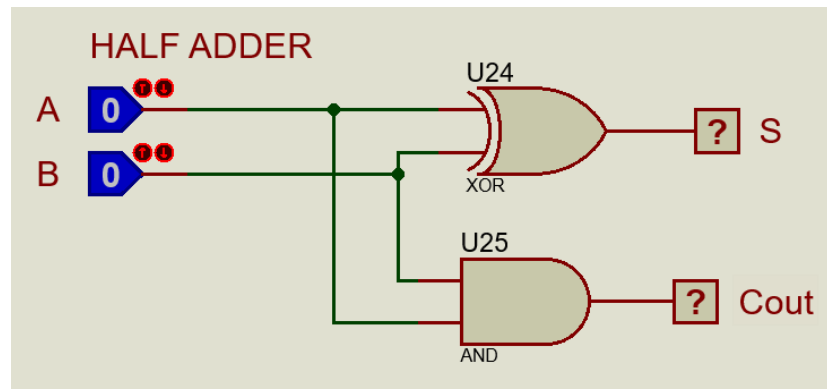 HALF ADDER
U24
A 0
? S
B 0
XOR
U25
? Cout
AND